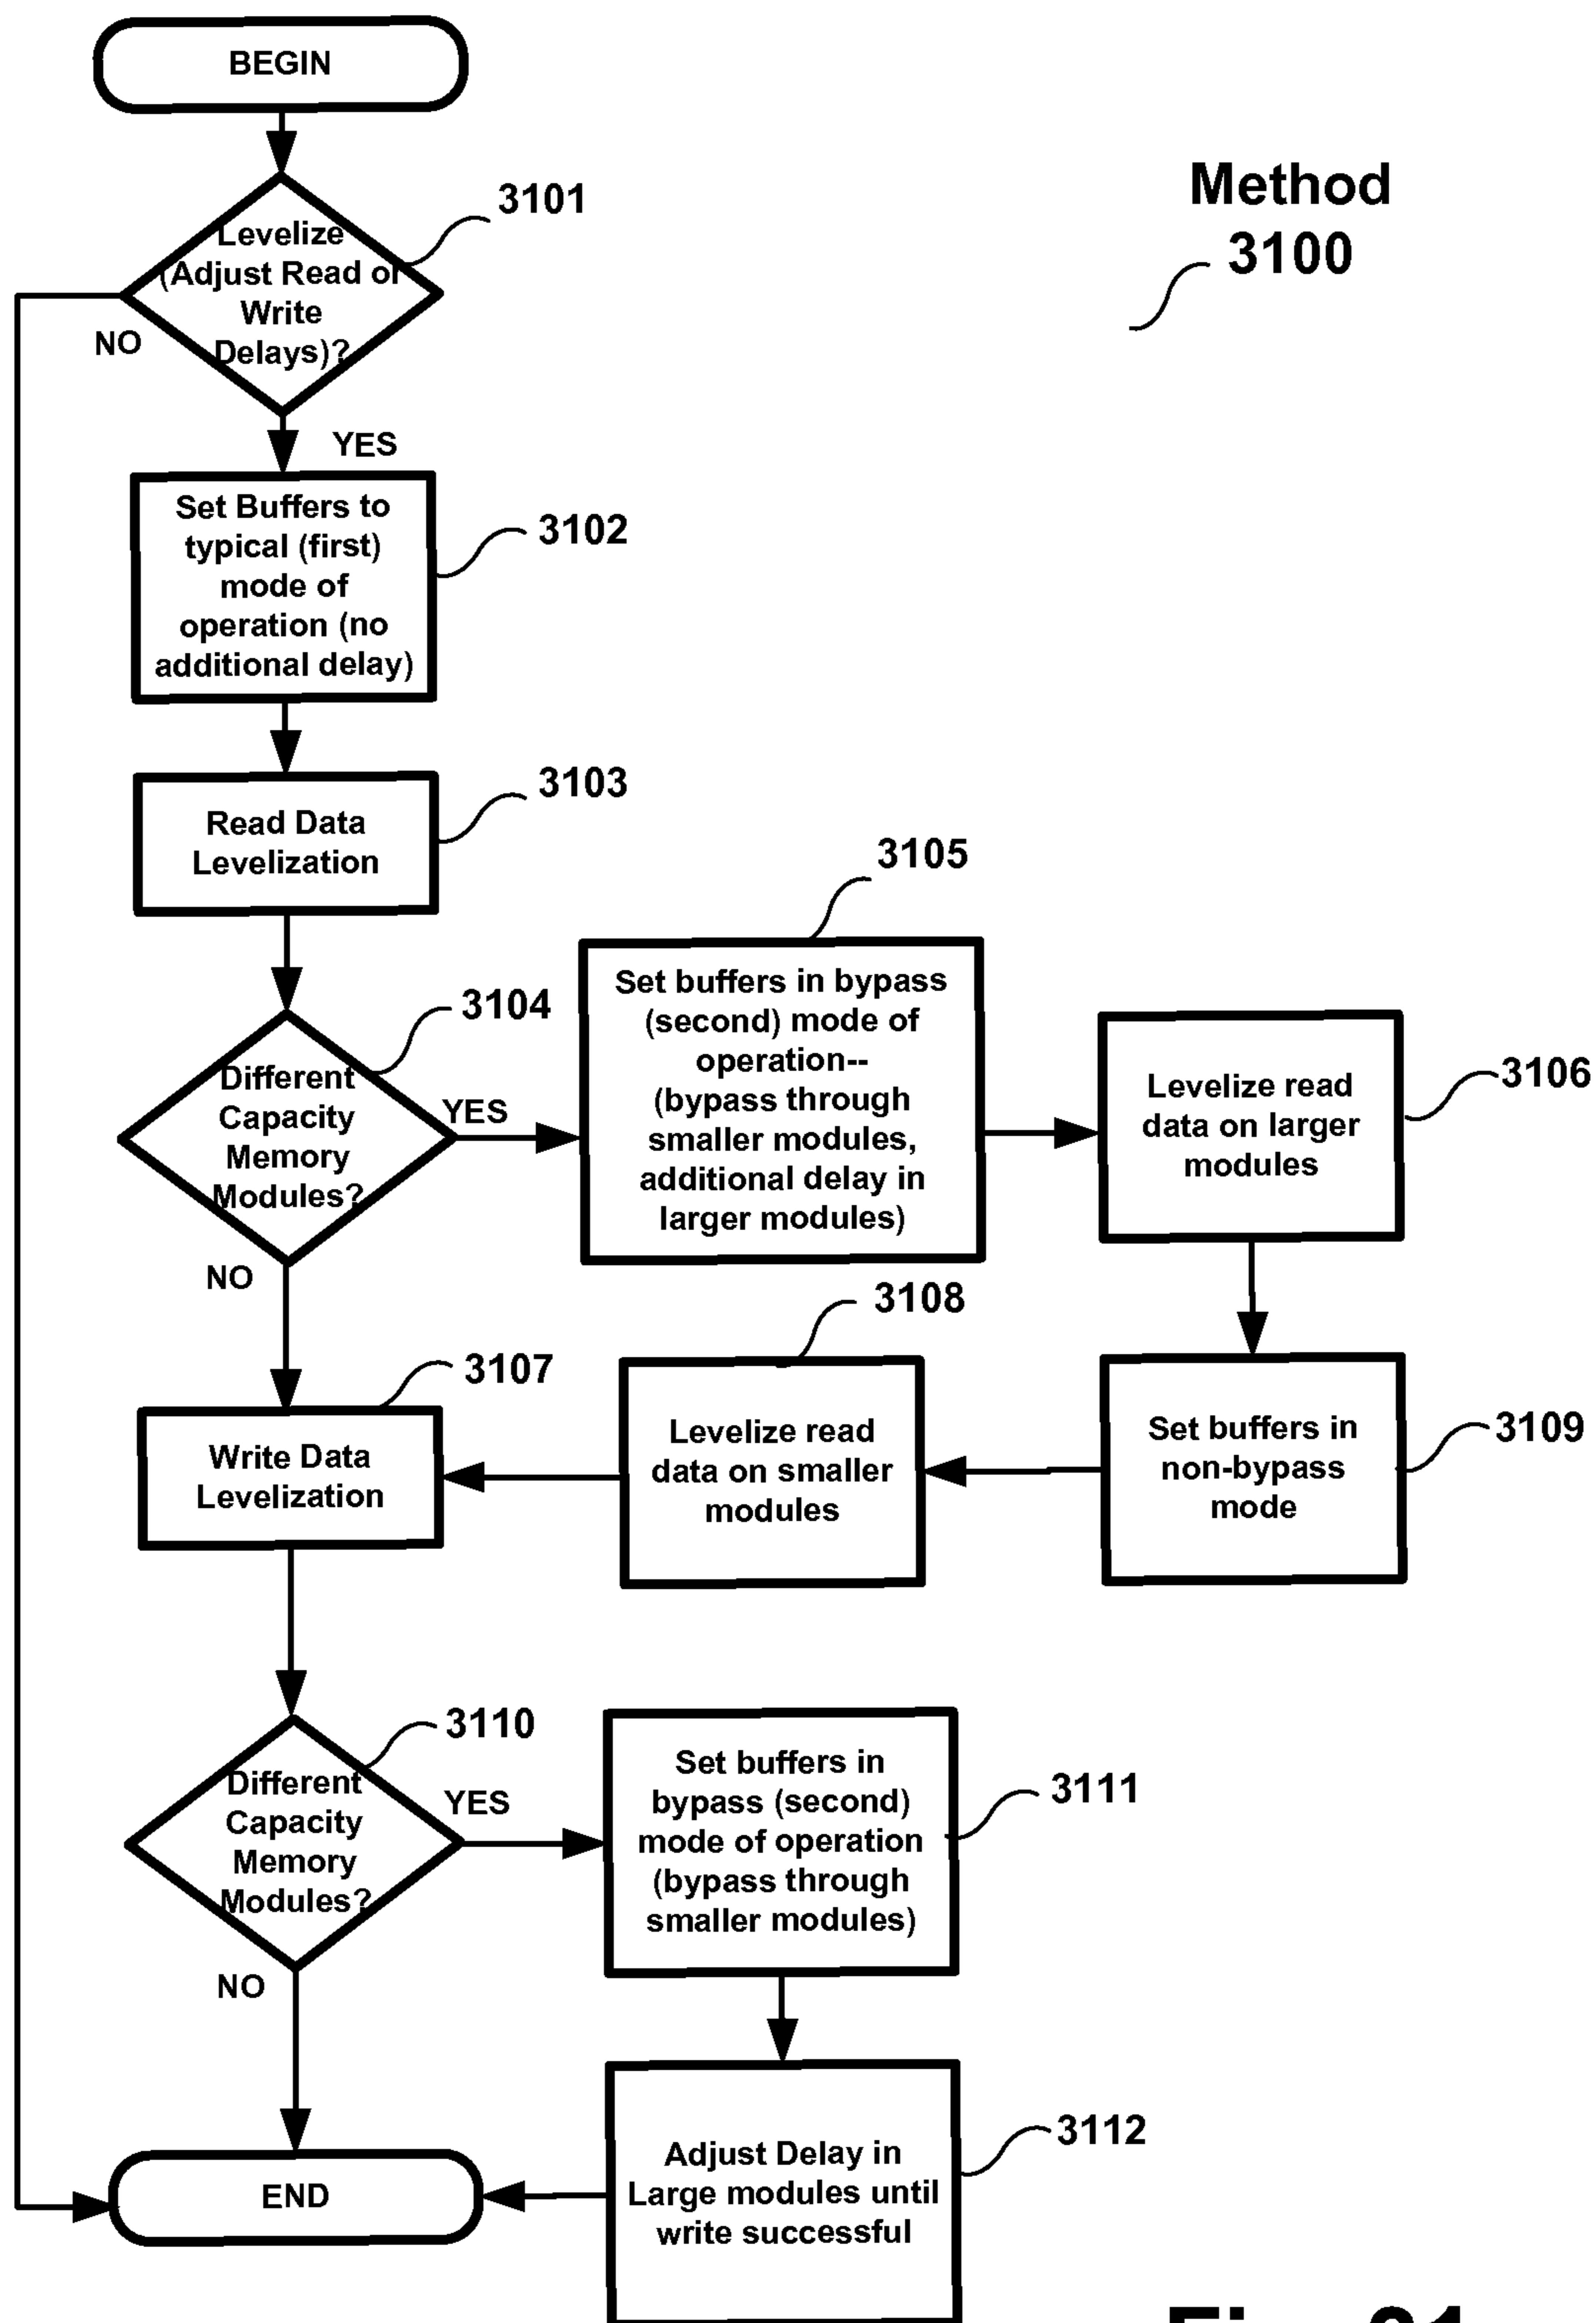 BEGIN
Method
3100
3101
Levelize
(Adjust Read or
Write
Delays)?
NO
YES
Set Buffers to
typical (first)
mode of
operation (no
additional delay)
3102
Read Data
Levelization
3103
3104
Different
Capacity
Memory
Modules?
YES
NO
3105
Set buffers in bypass
(second) mode of
operation--
(bypass through
smaller modules,
additional delay in
larger modules)
Levelize read
data on larger
modules
3106
3107
Write Data
Levelization
3108
Levelize read
data on smaller
modules
Set buffers in
non-bypass
mode
3109
3110
Different
Capacity
Memory
Modules?
YES
NO
Set buffers in
bypass (second)
mode of operation
(bypass through
smaller modules)
3111
Adjust Delay in
Large modules until
write successful
3112
END